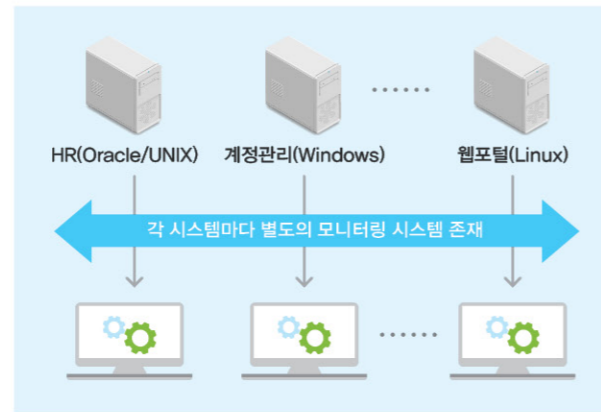 HR(Oracle/UNIX)
계정관리(Windows)
웹포털(Linux)
각 시스템마다 별도의 모니터링 시스템 존재